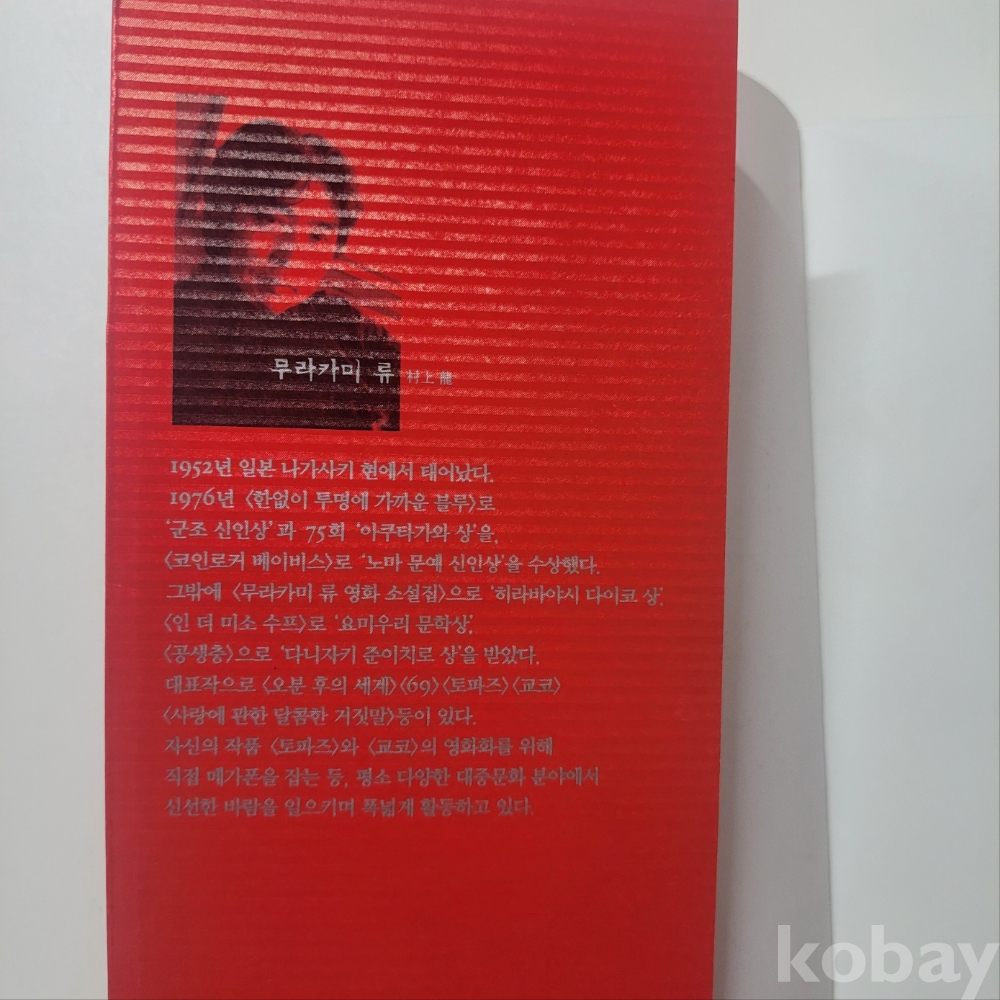 무라카미 류 村上 龍
1952년 일본 나가사키 현에서 태어났다.
1976년 〈한없이 투명에 가까운 블루〉로
‘군조 신인상’과 75회 ‘아쿠타가와 상’을,
〈코인로커 베이비스〉로 ‘노마 문예 신인상’을 수상했다.
그밖에 〈무라카미 류 영화 소설집〉으로 ‘히라바야시 다이코 상’,
〈인 더 미소 수프〉로 ‘요미우리 문학상’,
〈공생충〉으로 ‘다니자키 준이치로 상’을 받았다.
대표작으로 〈오분 후의 세계〉〈69〉〈토파즈〉〈교코〉
〈사랑에 관한 달콤한 거짓말〉등이 있다.
자신의 작품 〈토파즈〉와 〈교코〉의 영화화를 위해
직접 메가폰을 잡는 등, 평소 다양한 대중문화 분야에서
신선한 바람을 일으키며 폭넓게 활동하고 있다.
kobay